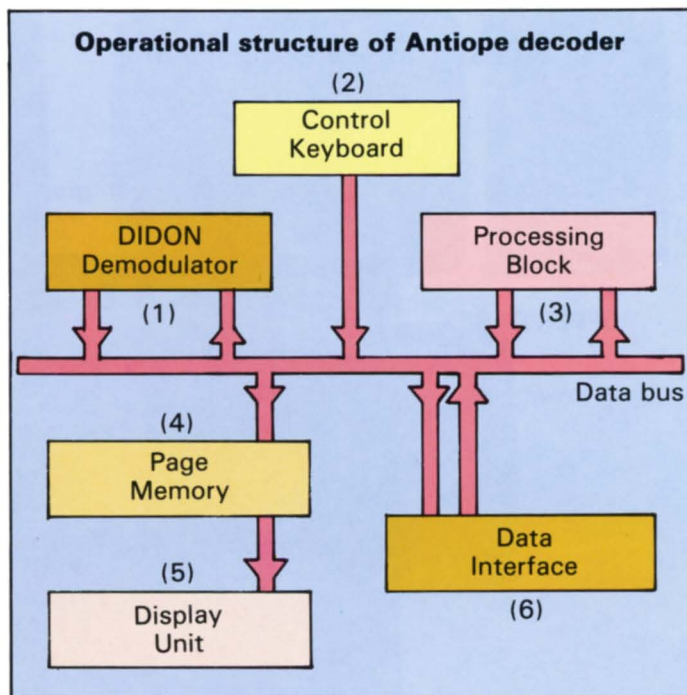 Operational structure of Antiope decoder
(2)
Control
Keyboard
DIDON
Demodulator
(1)
Processing
Block
(3)
Data bus
(4)
Page
Memory
(5)
Display
Unit
Data
Interface
(6)